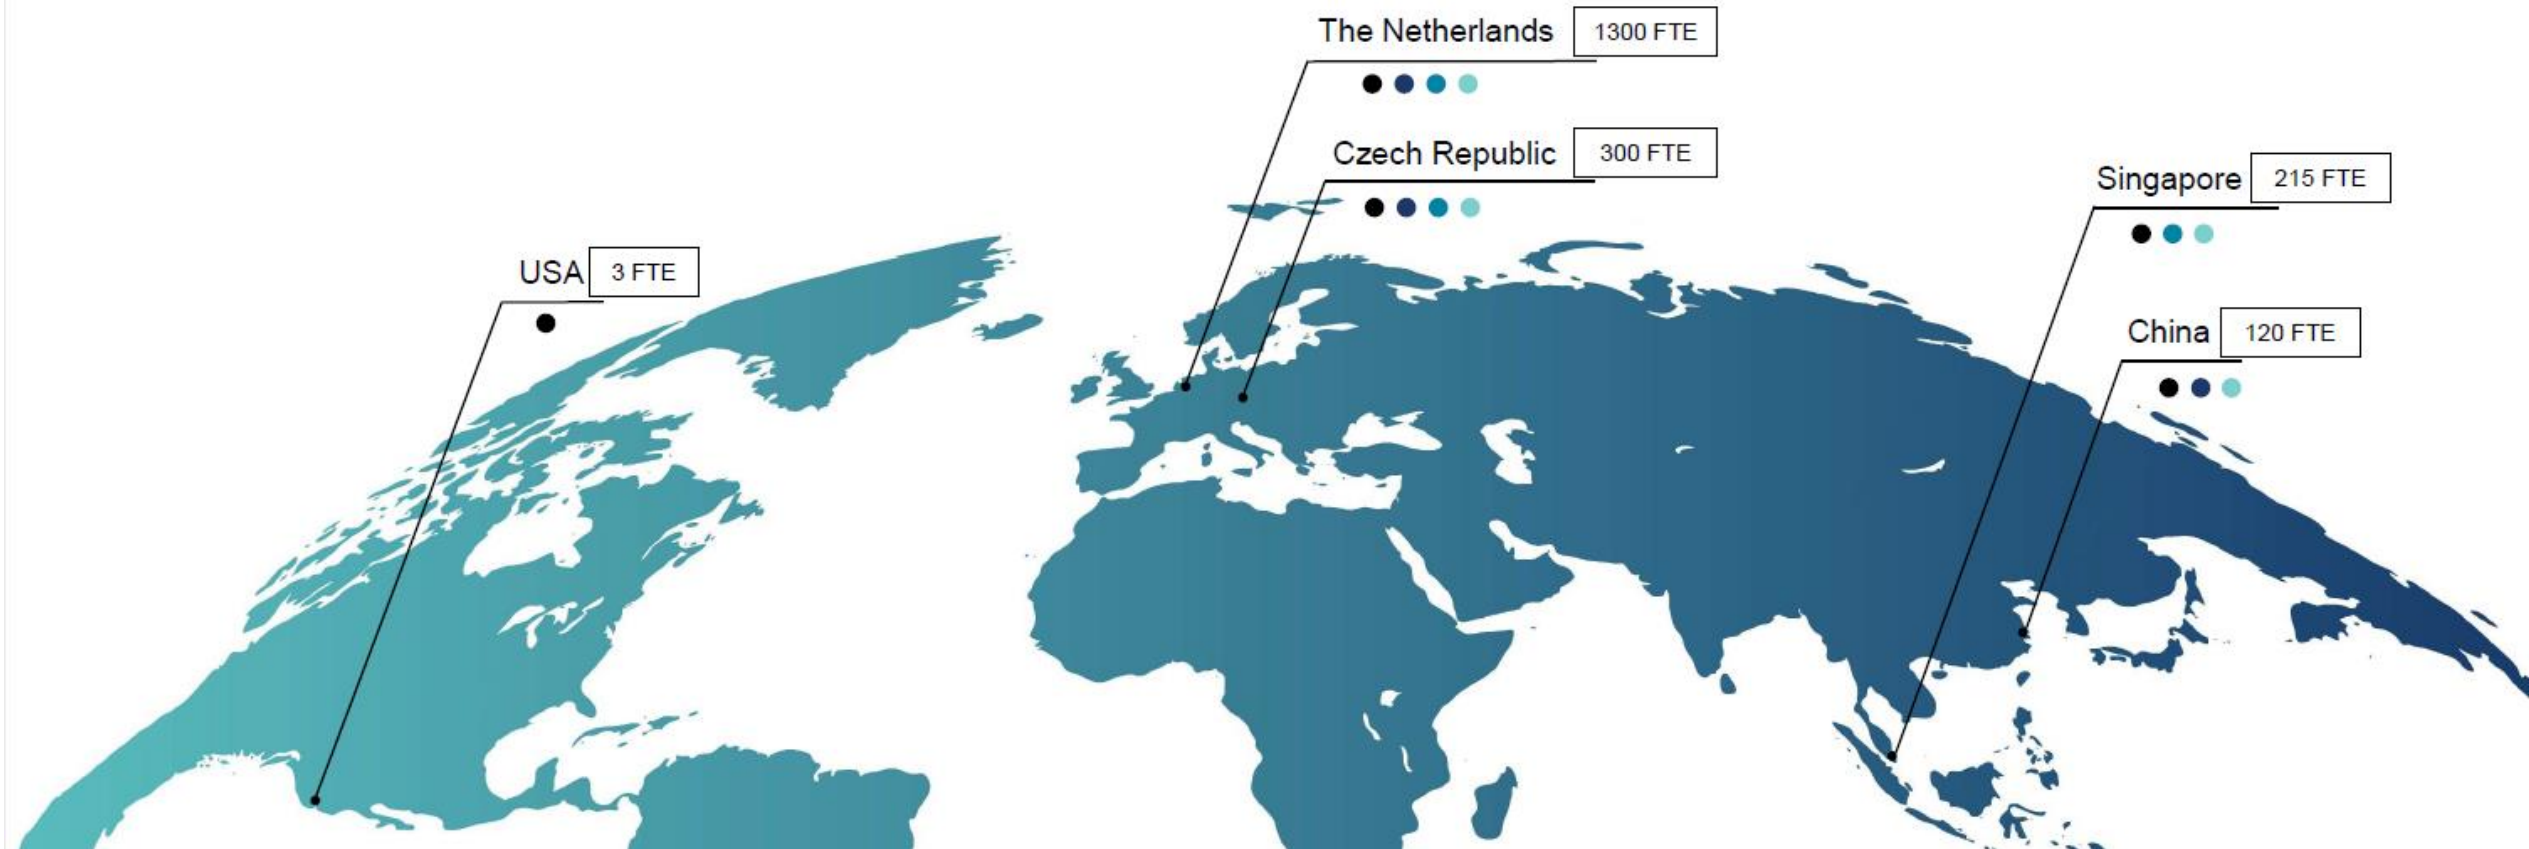 The Netherlands 1300 FTE
Czech Republic 300 FTE
Singapore 215 FTE
USA 3 FTE
China 120 FTE